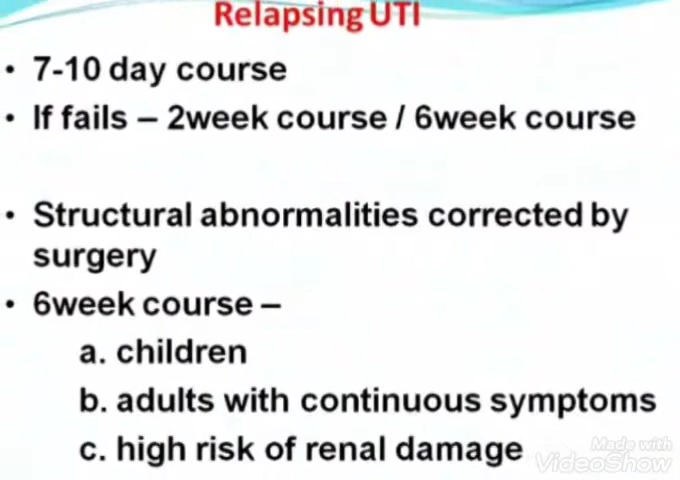 Relapsing UTI
• 7-10 day course
• If fails – 2week course / 6week course
• Structural abnormalities corrected by
surgery
• 6week course –
a. children
b. adults with continuous symptoms
c. high risk of renal damage
Made with
VideoShow